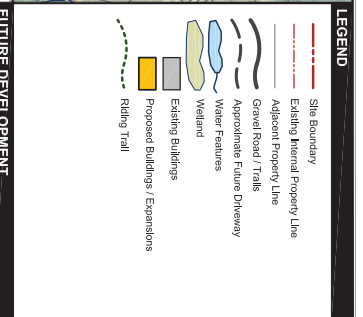 LEGEND
Site Boundary
Existing Internal Property Line
Adjacent Property Line
Gravel Road / Trails
Approximate Future Driveway
Water Features
Wetland
Existing Buildings
Proposed Buildings / Expansions
Riding Trail
FUTURE DEVELOPMENT